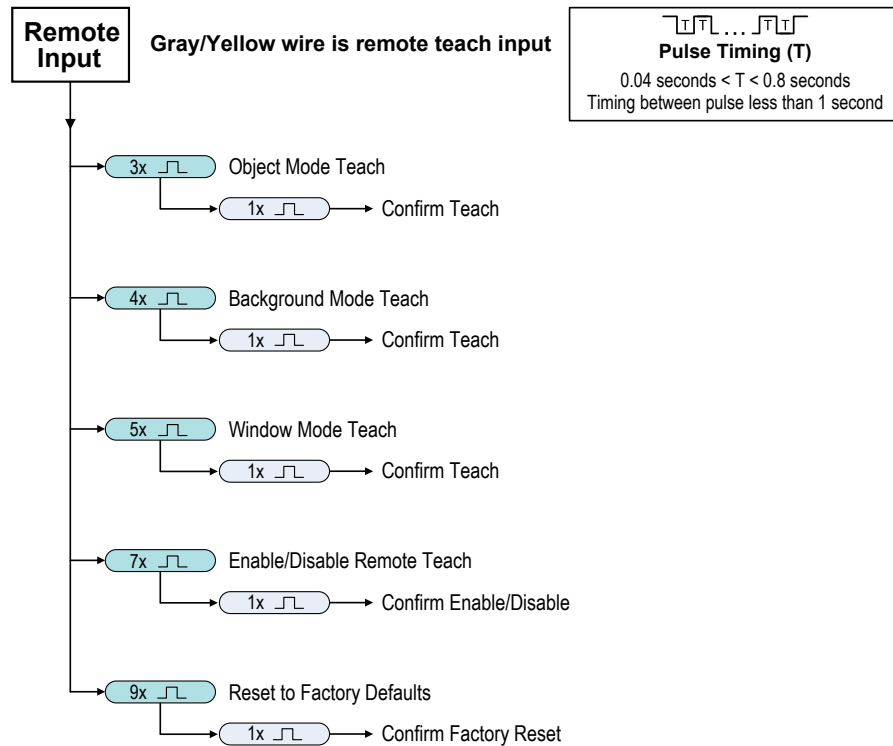 Remote
Input
Gray/Yellow wire is remote teach input
T T ... T T
Pulse Timing (T)
0.04 seconds < T < 0.8 seconds
Timing between pulse less than 1 second
3x
Object Mode Teach
1x
Confirm Teach
4x
Background Mode Teach
1x
Confirm Teach
5x
Window Mode Teach
1x
Confirm Teach
7x
Enable/Disable Remote Teach
1x
Confirm Enable/Disable
9x
Reset to Factory Defaults
1x
Confirm Factory Reset